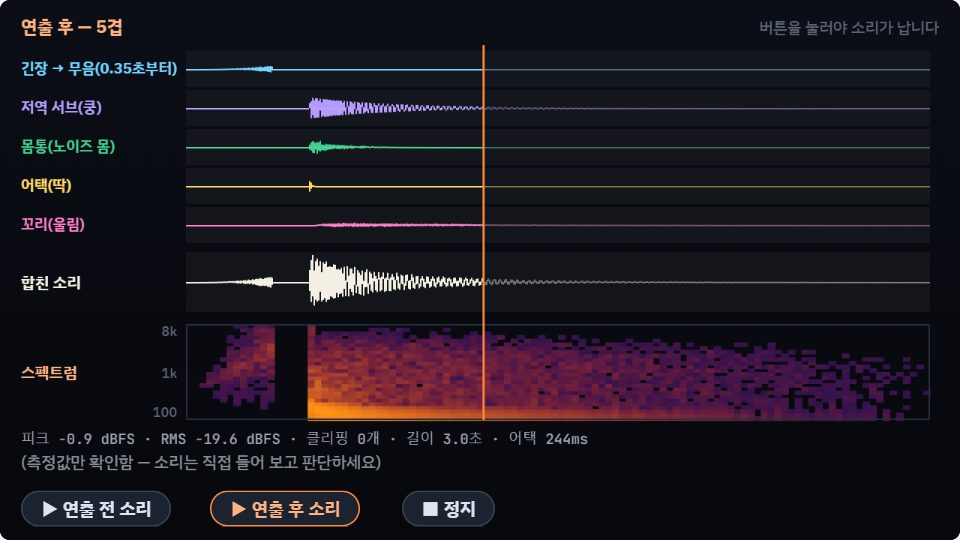 연출 후 — 5겹
버튼을 눌러야 소리가 납니다
긴장 → 무음(0.35초부터)
저역 서브(쿵)
몸통(노이즈 몸)
어택(딱)
꼬리(울림)
합친 소리
8k
스펙트럼
1k
100
피크 -0.9 dBFS · RMS -19.6 dBFS · 클리핑 0개 · 길이 3.0초 · 어택 244ms
(측정값만 확인함 — 소리는 직접 들어 보고 판단하세요)
▶ 연출 전 소리
▶ 연출 후 소리
■ 정지